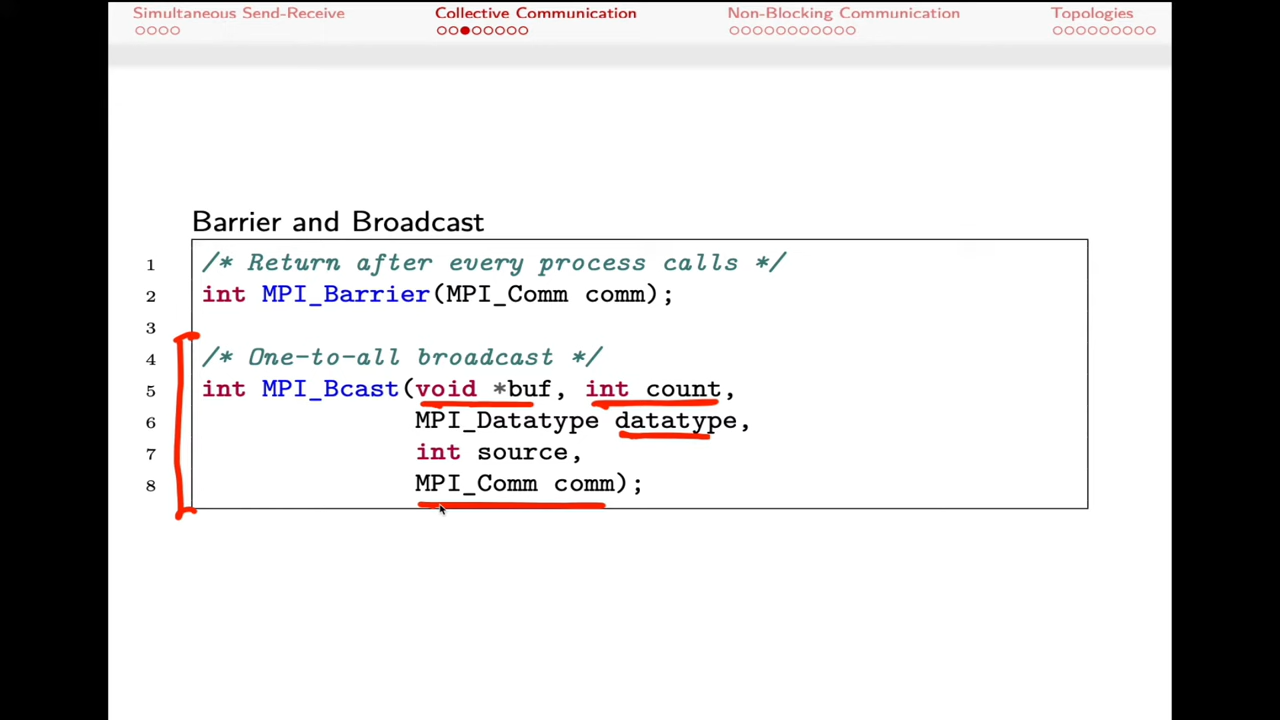 Simultaneous Send-Receive Collective Communication Non-Blocking Communication Topologies
Barrier and Broadcast
1 /* Return after every process calls */
2 int MPI_Barrier(MPI_Comm comm);
3
4 /* One-to-all broadcast */
5 int MPI_Bcast(void *buf, int count,
6 MPI_Datatype datatype,
7 int source,
8 MPI_Comm comm);